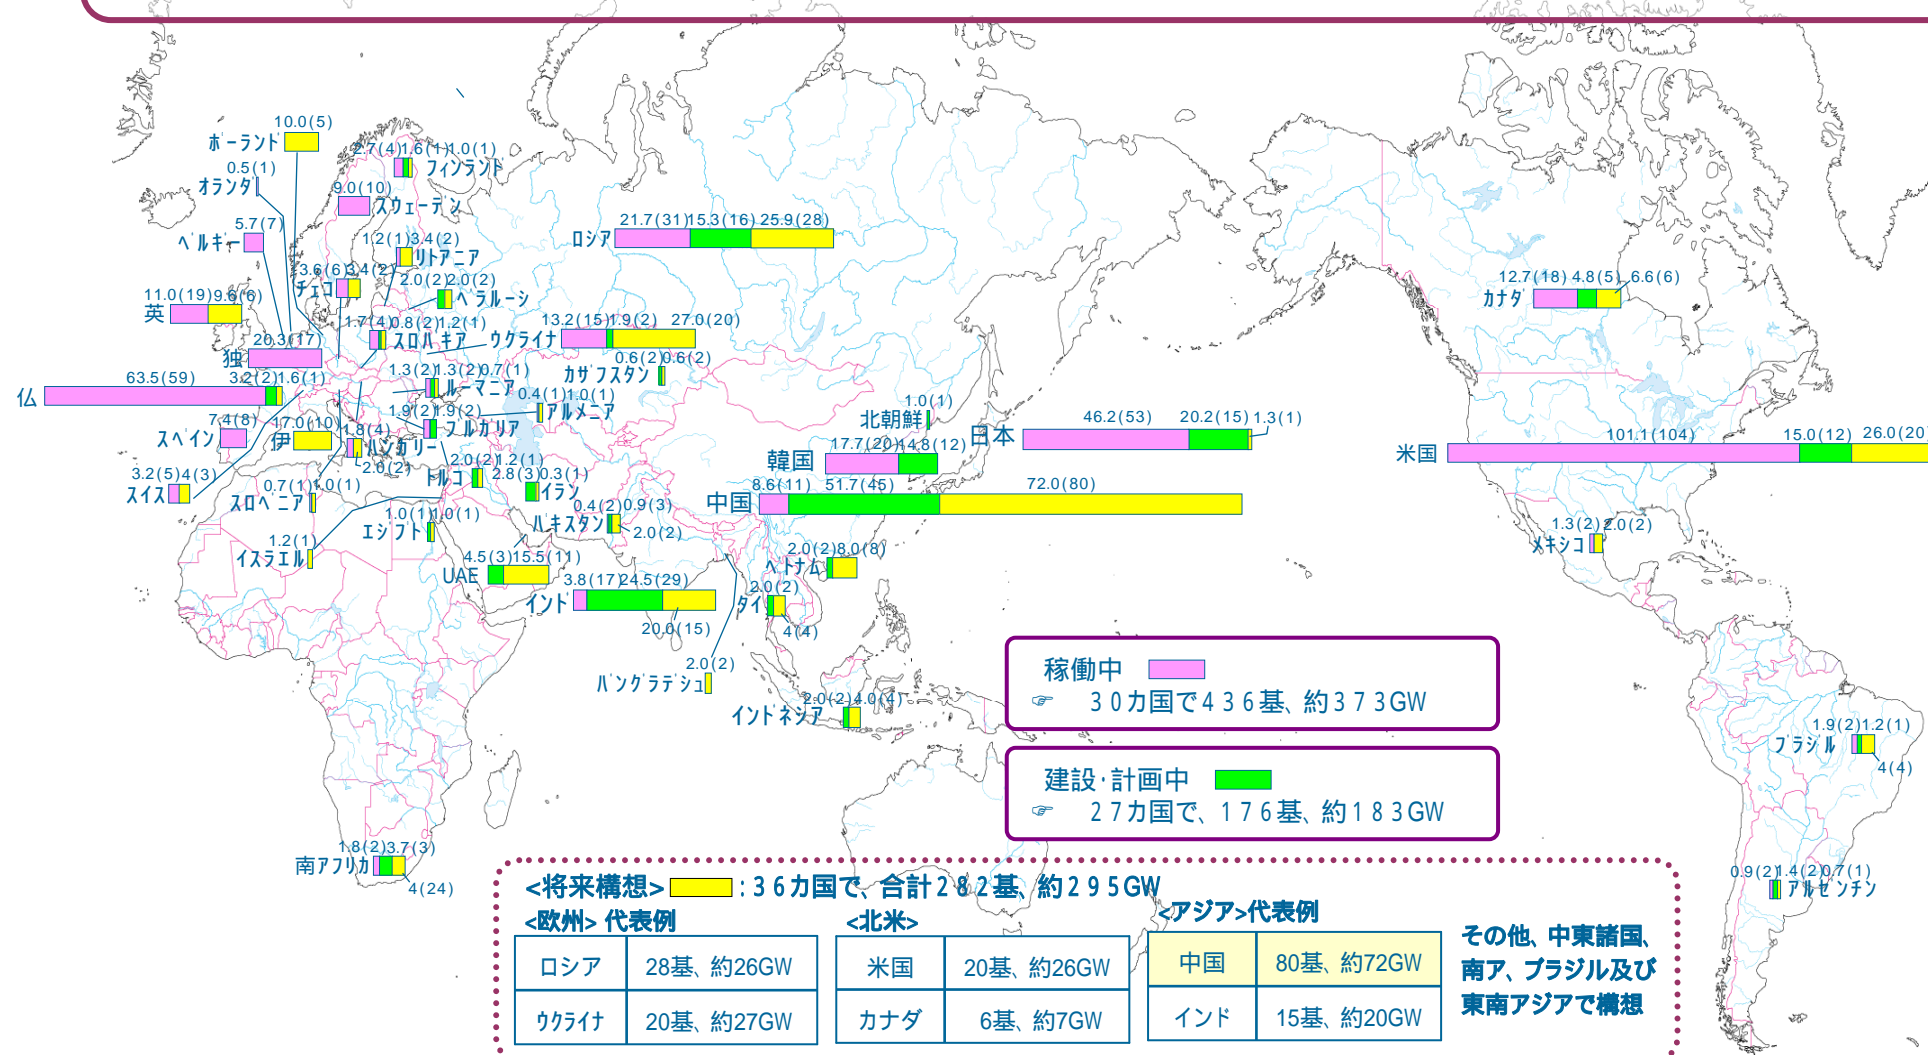 10.0(5)
ポーランド
0.5(1)
オランダ
2.7(4)1.6(1)1.0(1)
フィンランド
9.0(10)
スウェーデン
5.7(7)
ベルギー
1.2(1)3.4(2)
リトアニア
21.7(31)15.3(16)25.9(28)
ロシア
3.6(6)3.4(2)
チェコ
2.0(2)2.0(2)
ベラルーシ
11.0(19)9.6(6)
英
12.7(18) 4.8(5) 6.6(6)
カナダ
1.7(4)0.8(2)1.2(1)
スロバキア
13.2(15)1.9(2) 27.0(20)
ウクライナ
20.3(17)
独
0.6(2)0.6(2)
カザフスタン
63.5(59) 3.2(2)1.6(1)
仏
1.3(2)1.3(2)0.7(1)
ルーマニア
0.4(1)1.0(1)
アルメニア
1.0(1)
北朝鮮
46.2(53) 20.2(15) 1.3(1)
日本
1.9(2)1.9(2)
ブルガリア
7.4(8)
スペイン
17.0(10)
伊
1.8(4)
ハンガリー
2.0(2)
17.7(20)14.8(12)
韓国
101.1(104) 15.0(12) 26.0(20)
米国
3.2(5)4(3)
スイス
0.7(1)1.0(1)
スロベニア
2.0(2)1.2(1)
トルコ
2.8(3)0.3(1)
イラン
8.6(11) 51.7(45) 72.0(80)
中国
0.4(2)0.9(3)
パキスタン
2.0(2)
1.0(1)1.0(1)
エジプト
1.2(1)
イスラエル
1.3(2)2.0(2)
メキシコ
4.5(3)15.5(11)
UAE
2.0(2)8.0(8)
ベトナム
3.8(17)24.5(29)
インド
20.0(15)
2.0(2)
タイ
4(4)
2.0(2)
バングラデシュ
2.0(2)4.0(4)
インドネシア
稼働中
☞ 30カ国で436基、約373GW
建設・計画中
☞ 27カ国で、176基、約183GW
1.9(2)1.2(1)
ブラジル
4(4)
1.8(2)3.7(3)
南アフリカ
4(24)
0.9(2)1.4(2)0.7(1)
アルゼンチン
<将来構想> :36カ国で、合計282基、約295GW
<欧州> 代表例
ロシア 28基、約26GW
ウクライナ 20基、約27GW
<北米>
米国 20基、約26GW
カナダ 6基、約7GW
<アジア>代表例
中国 80基、約72GW
インド 15基、約20GW
その他、中東諸国、
南ア、ブラジル及び
東南アジアで構想